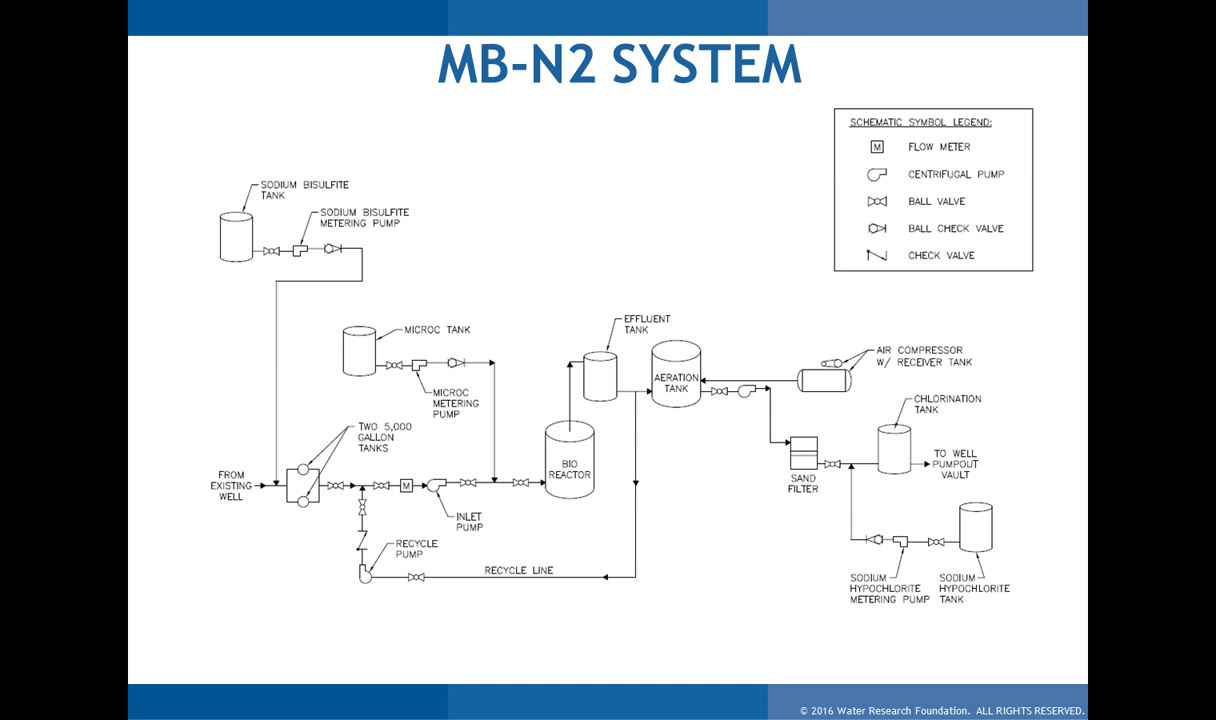 MB-N2 SYSTEM
SCHEMATIC SYMBOL LEGEND:
M
FLOW METER
CENTRIFUGAL PUMP
BALL VALVE
BALL CHECK VALVE
CHECK VALVE
SODIUM BISULFITE
TANK
SODIUM BISULFITE
METERING PUMP
MICROC TANK
MICROC
METERING
PUMP
EFFLUENT
TANK
AERATION
TANK
AIR COMPRESSOR
W/ RECEIVER TANK
CHLORINATION
TANK
TWO 5,000
GALLON
TANKS
FROM
EXISTING
WELL
M
INLET
PUMP
BIO
REACTOR
SAND
FILTER
TO WELL
PUMPOUT
VAULT
RECYCLE
PUMP
RECYCLE LINE
SODIUM
HYPOCHLORITE
METERING PUMP
SODIUM
HYPOCHLORITE
TANK
© 2016 Water Research Foundation. ALL RIGHTS RESERVED.